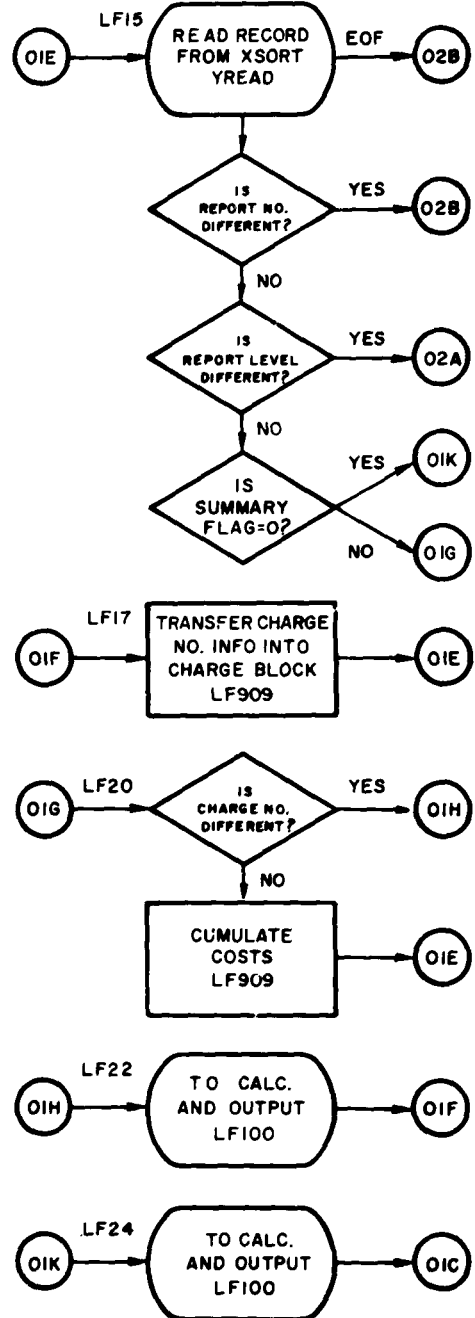 LF15
01E
READ RECORD
FROM XSORT
YREAD
EOF
02B
IS
REPORT NO.
DIFFERENT?
YES
02B
NO
IS
REPORT LEVEL
DIFFERENT?
YES
02A
NO
IS
SUMMARY
FLAG=0?
YES
01K
NO
01G
LF17
01F
TRANSFER CHARGE
NO. INFO INTO
CHARGE BLOCK
LF909
01E
LF20
01G
IS
CHARGE NO.
DIFFERENT?
YES
01H
NO
CUMULATE
COSTS
LF909
01E
LF22
01H
TO CALC.
AND OUTPUT
LF100
01F
LF24
01K
TO CALC.
AND OUTPUT
LF100
01C